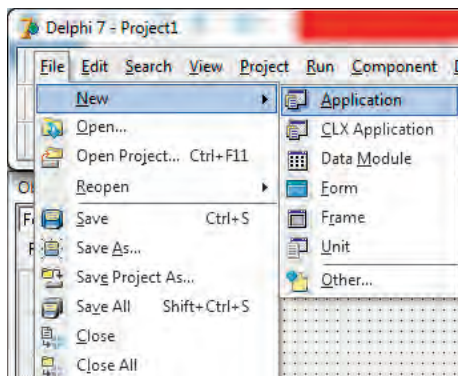 Delphi 7 - Project1
File Edit Search View Project Run Component
New
Open...
Open Project... Ctrl+F11
Reopen
Save Ctrl+S
Save As...
Save Project As...
Save All Shift+Ctrl+S
Close
Close All
Application
CLX Application
Data Module
Form
Frame
Unit
Other...